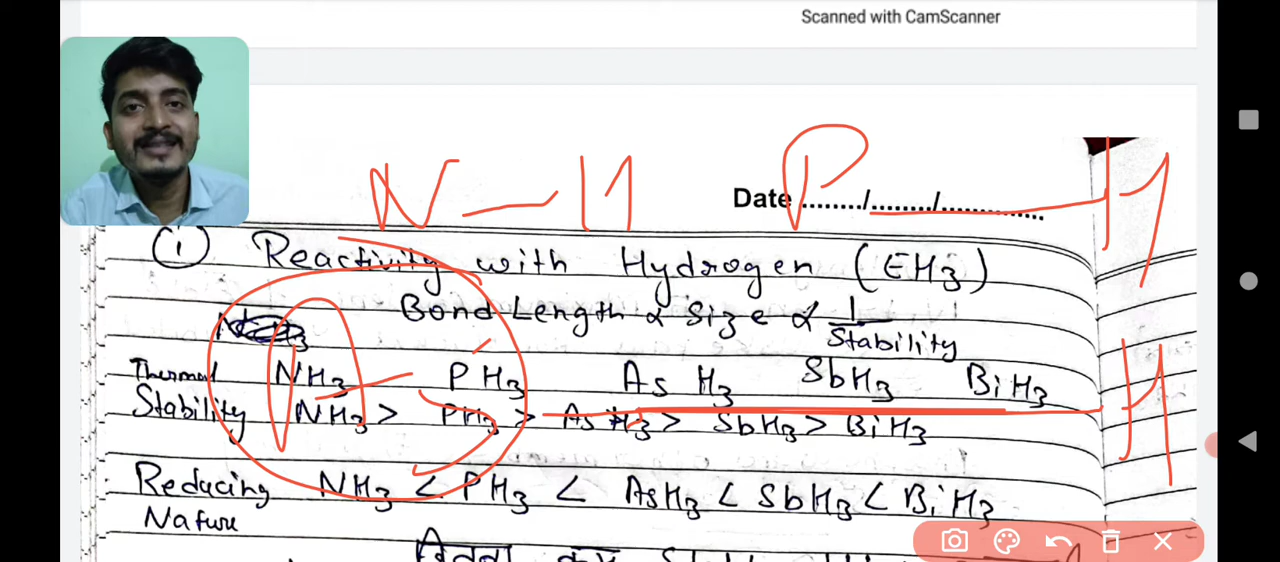 Scanned with CamScanner
N — H P — H
Date ......../......../................
① Reactivity with Hydrogen (EH3)
Bond Length ∝ Size ∝ 1/Stability
NH3 PH3 AsH3 SbH3 BiH3
Thermal Stability NH3 > PH3 > AsH3 > SbH3 > BiH3
H
Reducing Nature NH3 < PH3 < AsH3 < SbH3 < BiH3